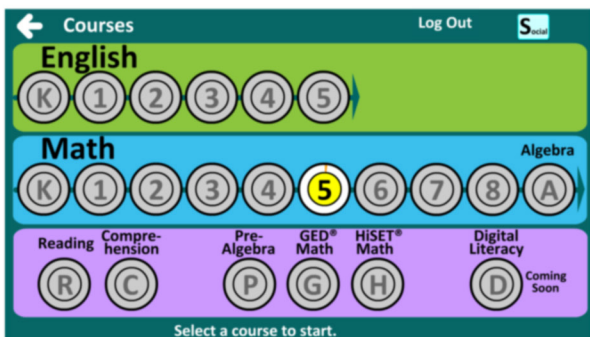 Courses Log Out Social
English
K 1 2 3 4 5
Math
Algebra
K 1 2 3 4 5 6 7 8 A
Reading Compre-hension Pre-Algebra GED® Math HiSET® Math Digital Literacy
R C P G H D Coming Soon
Select a course to start.